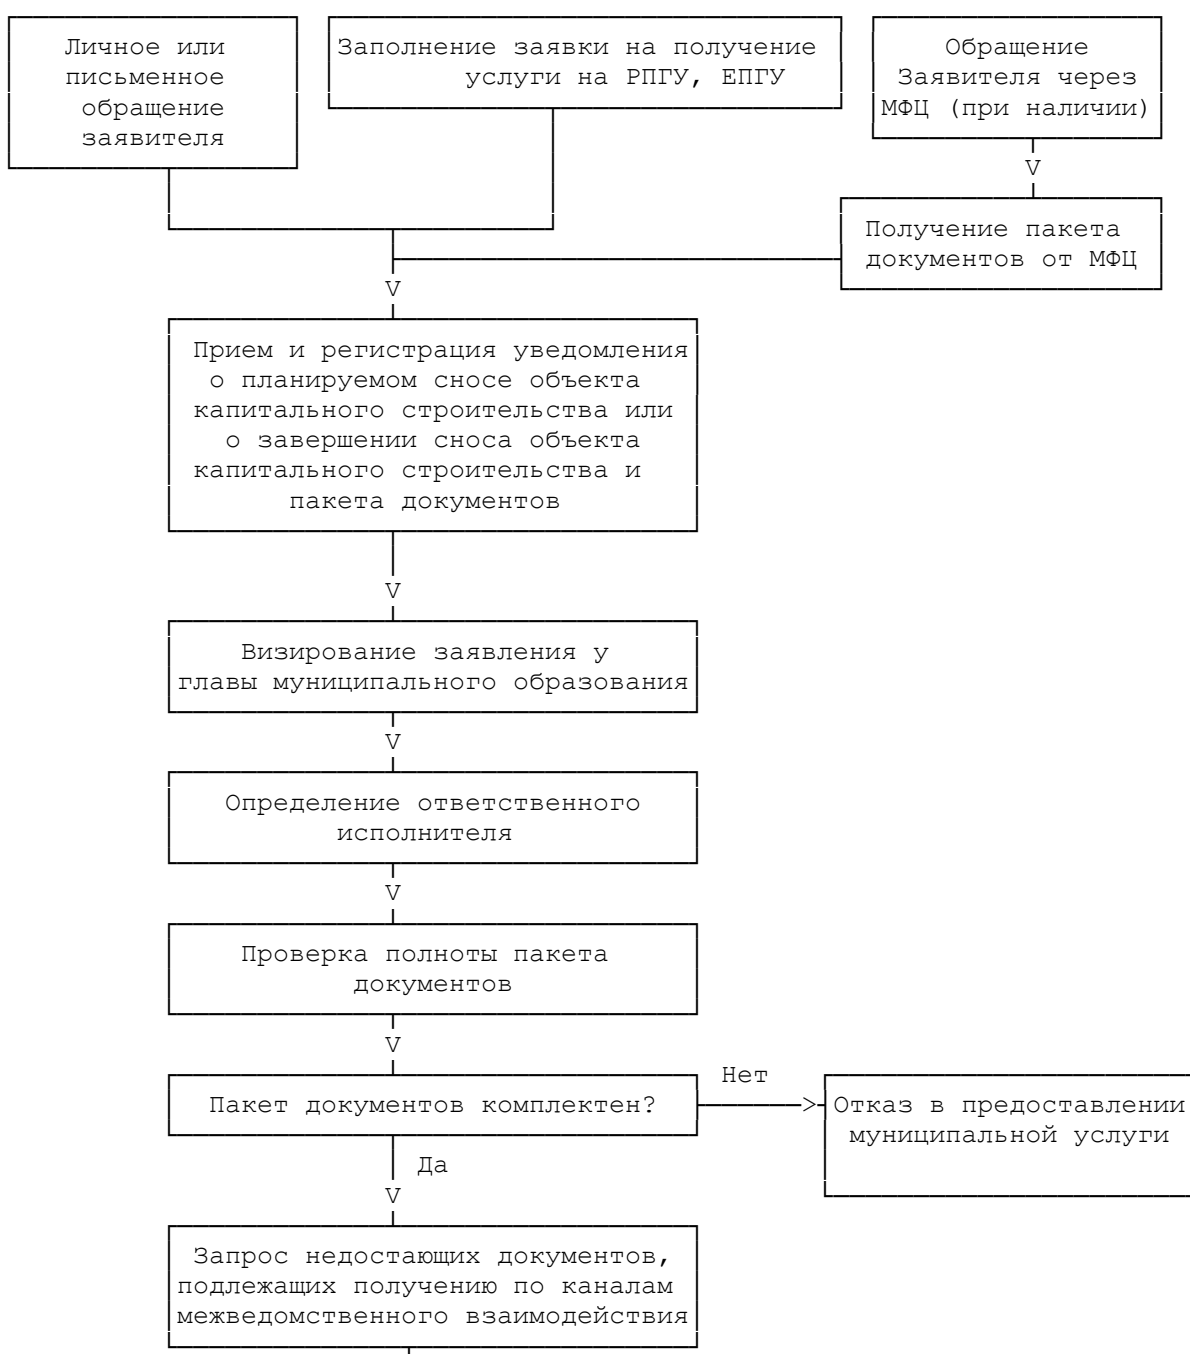 Личное или
письменное
обращение
заявителя
Заполнение заявки на получение
услуги на РПГУ, ЕПГУ
Обращение
Заявителя через
МФЦ (при наличии)
V
Получение пакета
документов от МФЦ
V
Прием и регистрация уведомления
о планируемом сносе объекта
капитального строительства или
о завершении сноса объекта
капитального строительства и
пакета документов
V
Визирование заявления у
главы муниципального образования
V
Определение ответственного
исполнителя
V
Проверка полноты пакета
документов
V
Пакет документов комплектен?
Нет
>
Отказ в предоставлении
муниципальной услуги
Да
V
Запрос недостающих документов,
подлежащих получению по каналам
межведомственного взаимодействия